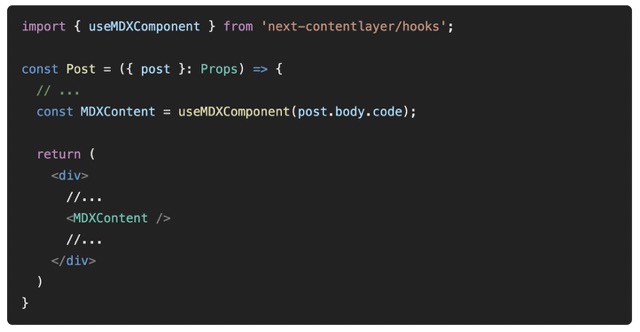 import { useMDXComponent } from 'next-contentlayer/hooks';
const Post = ({ post }: Props) => {
// ...
const MDXContent = useMDXComponent(post.body.code);
return (
<div>
//...
<MDXContent />
//...
</div>
)
}